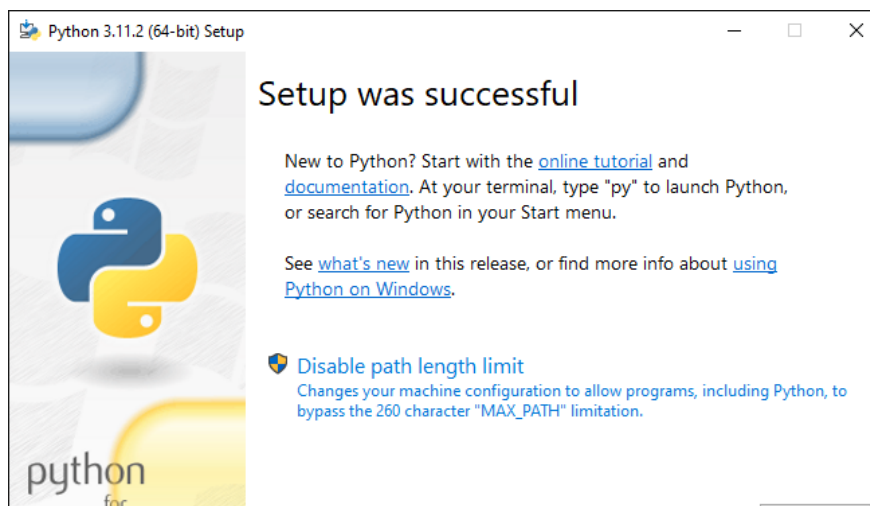 Python 3.11.2 (64-bit) Setup
Setup was successful
New to Python? Start with the online tutorial and
documentation. At your terminal, type "py" to launch Python,
or search for Python in your Start menu.
See what's new in this release, or find more info about using
Python on Windows.
Disable path length limit
Changes your machine configuration to allow programs, including Python, to
bypass the 260 character "MAX_PATH" limitation.
python
for